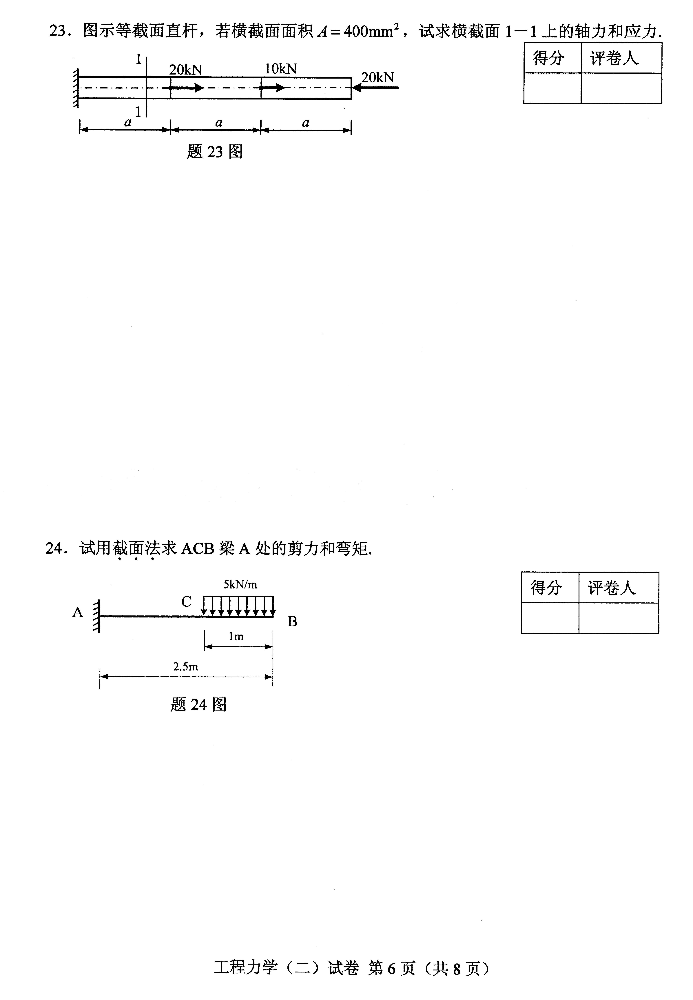 23．图示等截面直杆，若横截面面积 A = 400mm²，试求横截面 1－1 上的轴力和应力.
得分 评卷人
1
20kN
10kN
20kN
1
a a a
题 23 图
24．试用截面法求 ACB 梁 A 处的剪力和弯矩.
得分 评卷人
5kN/m
C
A
B
1m
2.5m
题 24 图
工程力学（二）试卷 第 6 页（共 8 页）